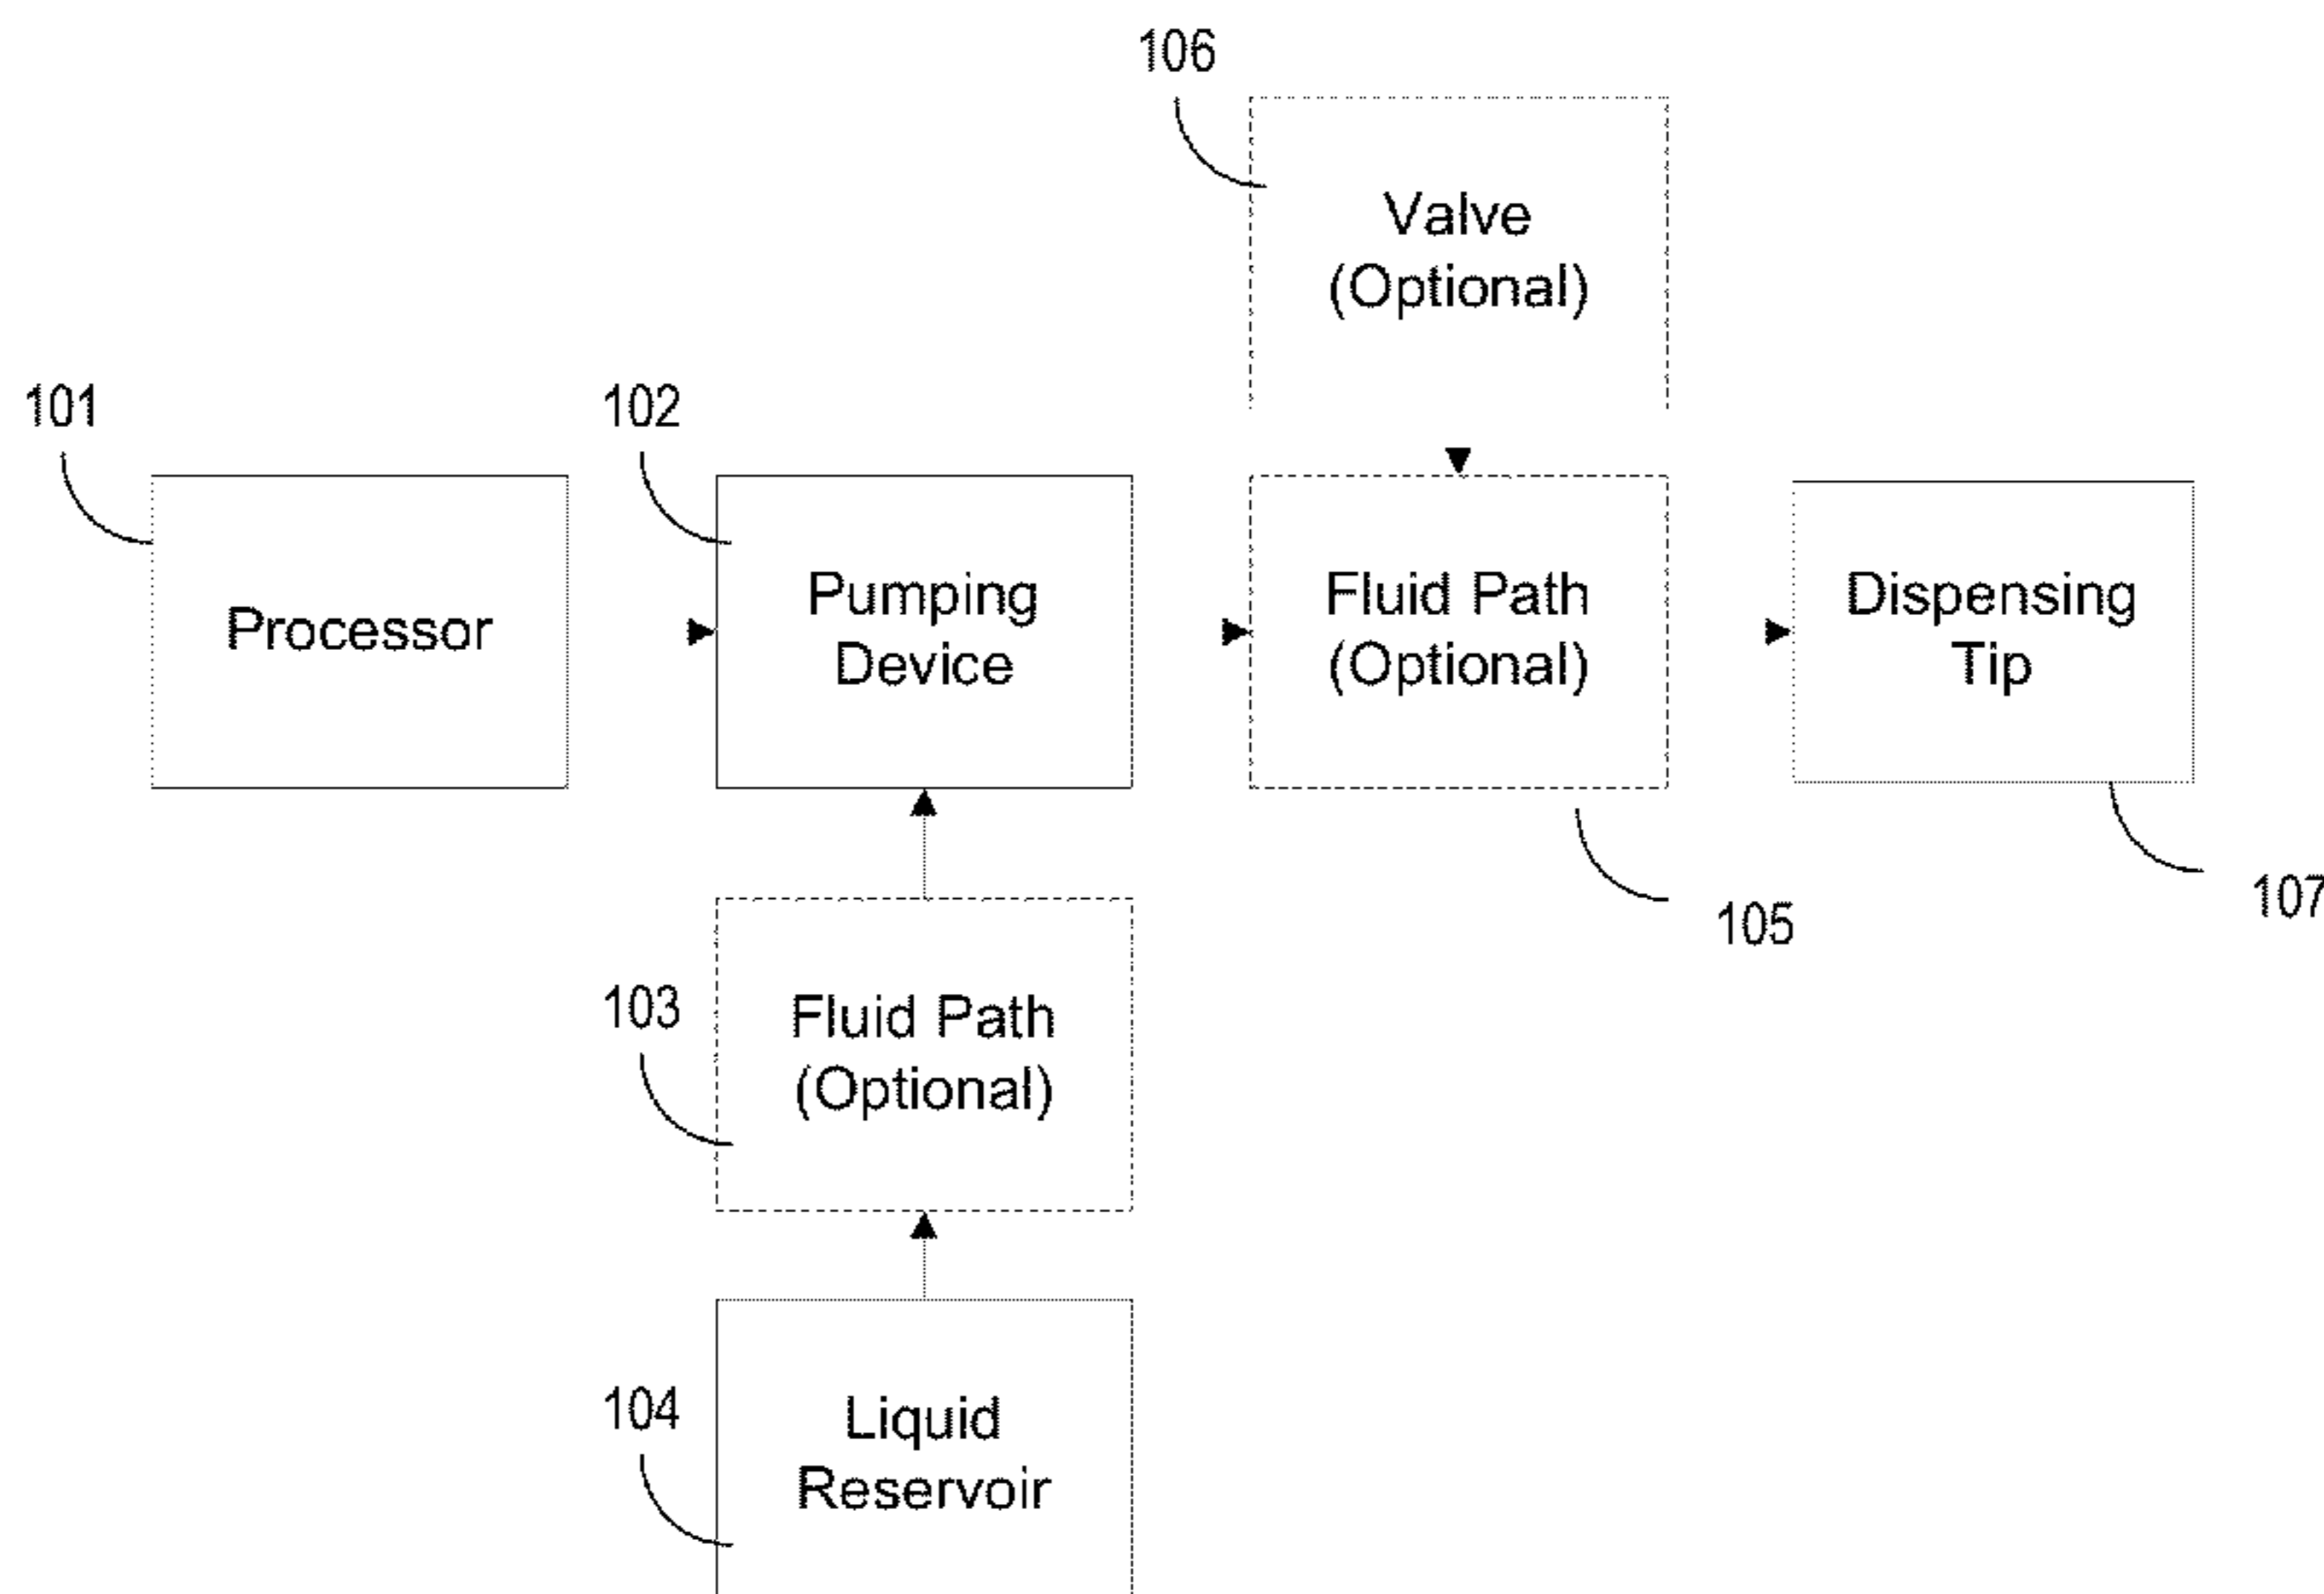 106
Valve
(Optional)
101
102
Processor
Pumping
Device
Fluid Path
(Optional)
Dispensing
Tip
105
107
103
Fluid Path
(Optional)
104
Liquid
Reservoir